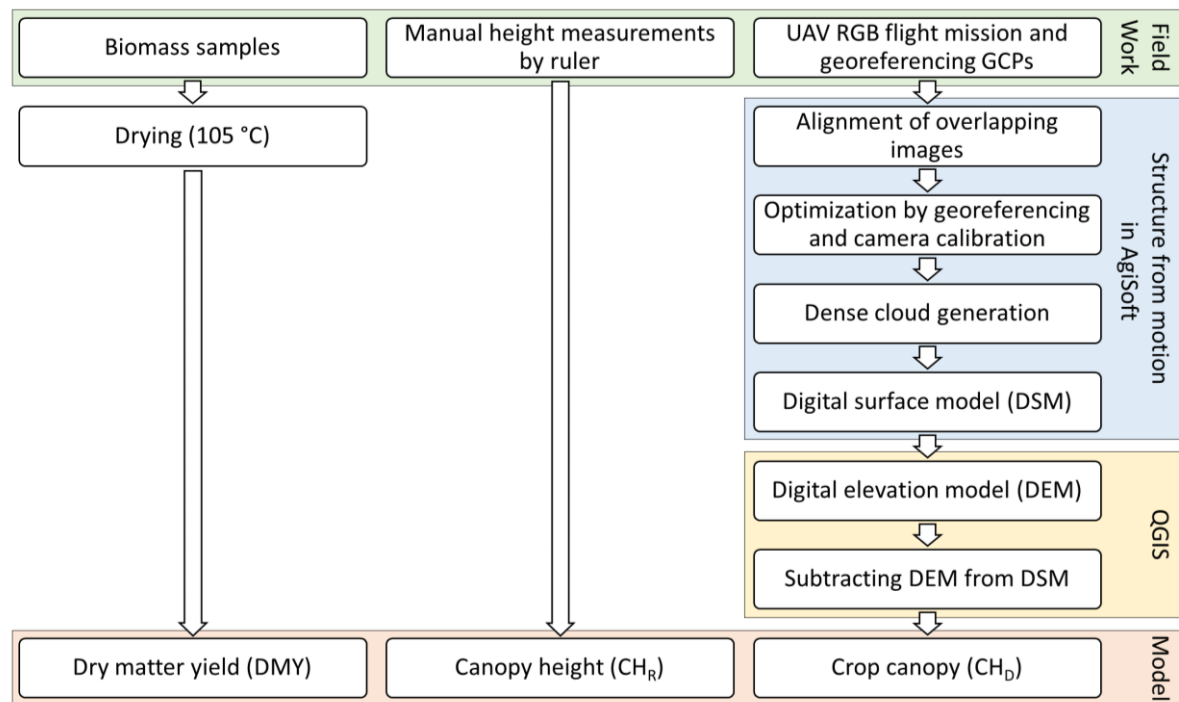 Biomass samples
Manual height measurements
by ruler
UAV RGB flight mission and
georeferencing GCPs
Field
Work
Drying (105 °C)
Alignment of overlapping
images
Optimization by georeferencing
and camera calibration
Dense cloud generation
Digital surface model (DSM)
Structure from motion
in AgiSoft
Digital elevation model (DEM)
Subtracting DEM from DSM
QGIS
Dry matter yield (DMY)
Canopy height (CHR)
Crop canopy (CHD)
Model